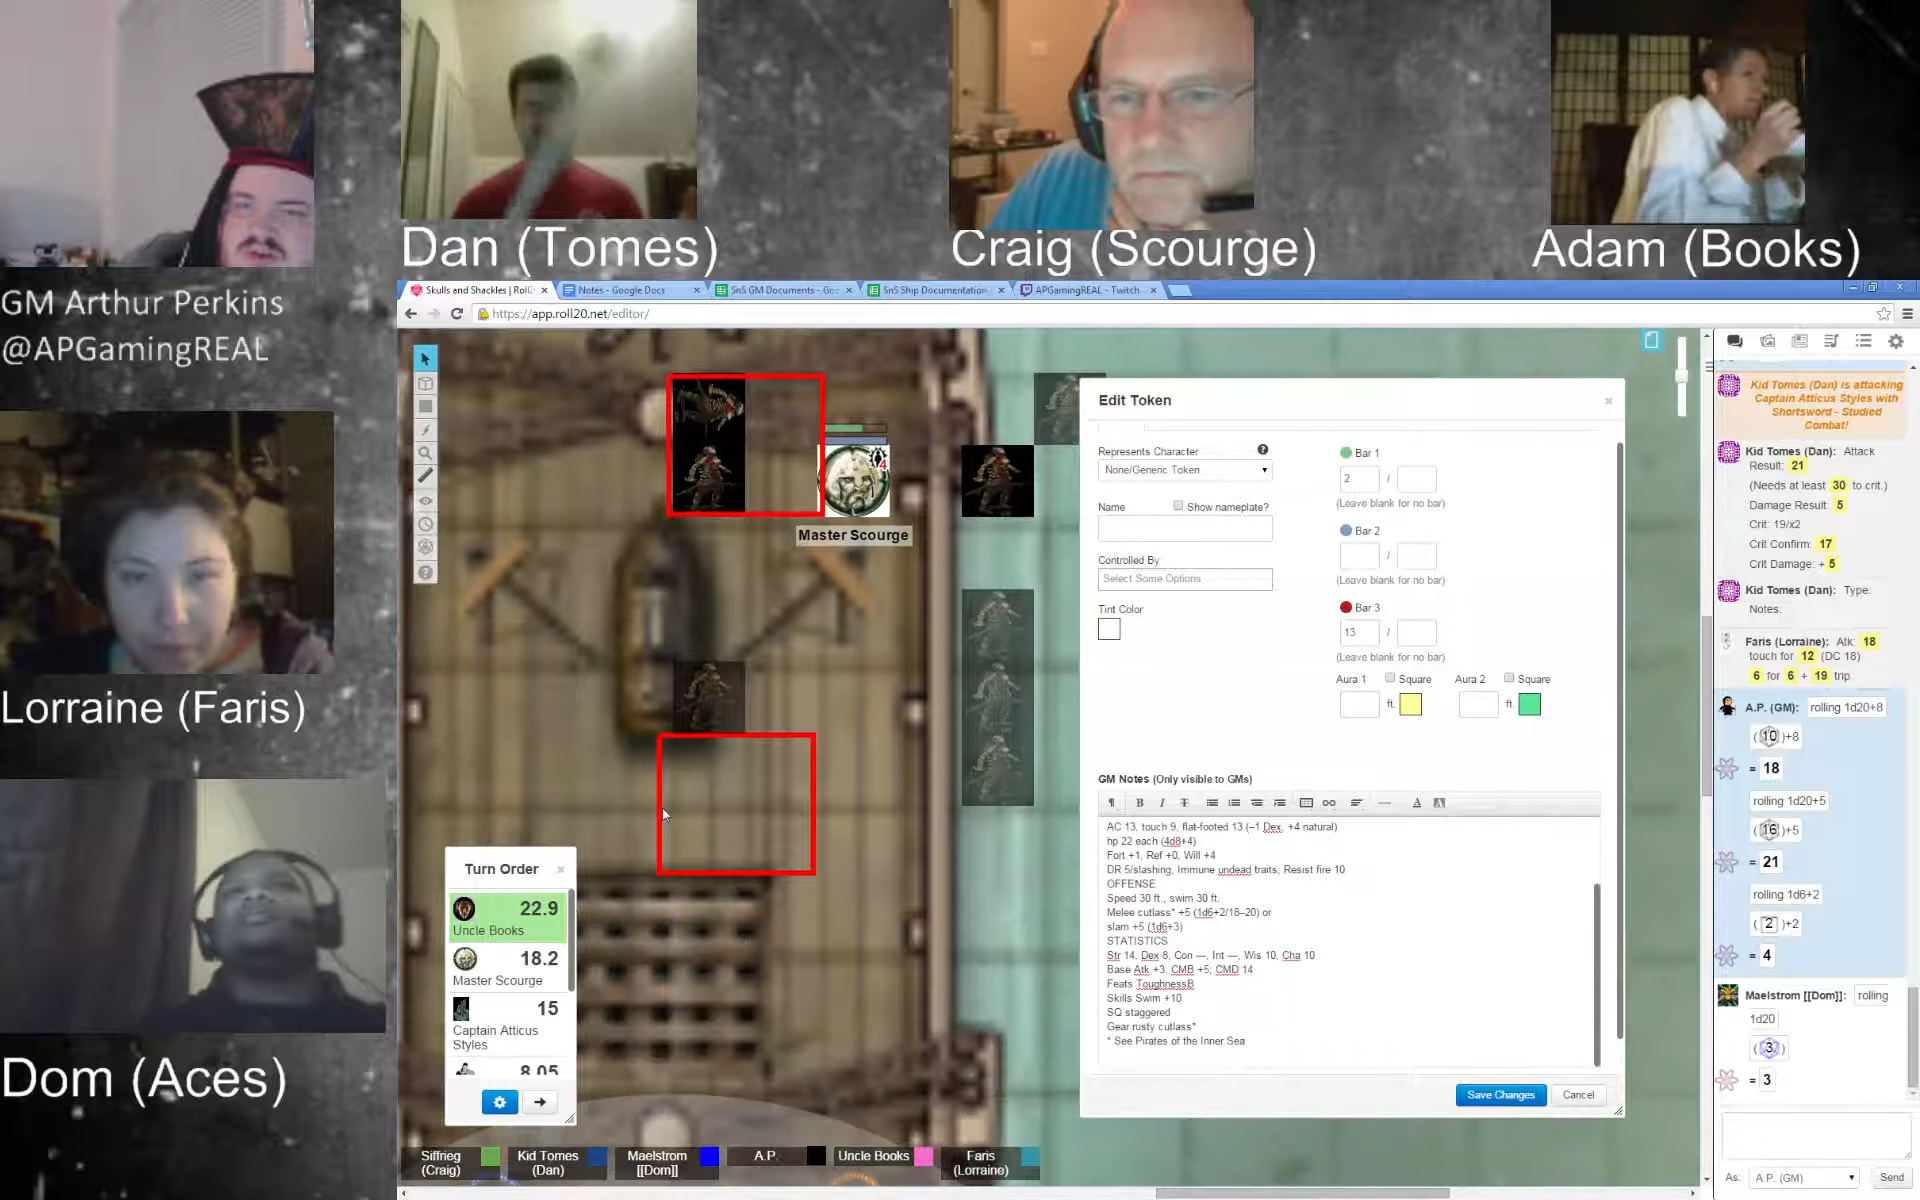 Dan (Tomes)
Craig (Scourge)
Adam (Books)
GM Arthur Perkins
@APGamingREAL
Lorraine (Faris)
Dom (Aces)
Skulls and Shackles | Roll2
Notes - Google Docs
SnS GM Documents - Goo
SnS Ship Documentation
APGamingREAL - Twitch
https://app.roll20.net/editor/
4
Master Scourge
Turn Order
22.9
Uncle Books
18.2
Master Scourge
15
Captain Atticus
Styles
8.05
Siffrieg
(Craig)
Kid Tomes
(Dan)
Maelstrom
[[Dom]]
A.P.
Uncle Books
Faris
(Lorraine)
Edit Token
Represents Character
None/Generic Token
Name
Show nameplate?
Controlled By
Select Some Options
Tint Color
Bar 1
2 /
(Leave blank for no bar)
Bar 2
/
(Leave blank for no bar)
Bar 3
13 /
(Leave blank for no bar)
Aura 1 Square Aura 2 Square
ft. ft.
GM Notes (Only visible to GMs)
AC 13, touch 9, flat-footed 13 (–1 Dex, +4 natural)
hp 22 each (4d8+4)
Fort +1, Ref +0, Will +4
DR 5/slashing, Immune undead traits, Resist fire 10
OFFENSE
Speed 30 ft., swim 30 ft.
Melee cutlass* +5 (1d6+2/18–20) or
slam +5 (1d6+3)
STATISTICS
Str 14, Dex 8, Con —, Int —, Wis 10, Cha 10
Base Atk +3, CMB +5; CMD 14
Feats ToughnessB
Skills Swim +10
SQ staggered
Gear rusty cutlass*
* See Pirates of the Inner Sea
Save Changes
Cancel
Kid Tomes (Dan) is attacking
Captain Atticus Styles with
Shortsword - Studied
Combat!
Kid Tomes (Dan): Attack
Result: 21
(Needs at least 30 to crit.)
Damage Result: 5
Crit: 19/x2
Crit Confirm: 17
Crit Damage: + 5
Kid Tomes (Dan): Type:
Notes:
Faris (Lorraine): Atk: 18
touch for 12 (DC 18)
6 for 6 + 19 trip
A.P. (GM): rolling 1d20+8
(10)+8
= 18
rolling 1d20+5
(16)+5
= 21
rolling 1d6+2
(2)+2
= 4
Maelstrom [[Dom]]: rolling
1d20
(3)
= 3
As: A.P. (GM) Send